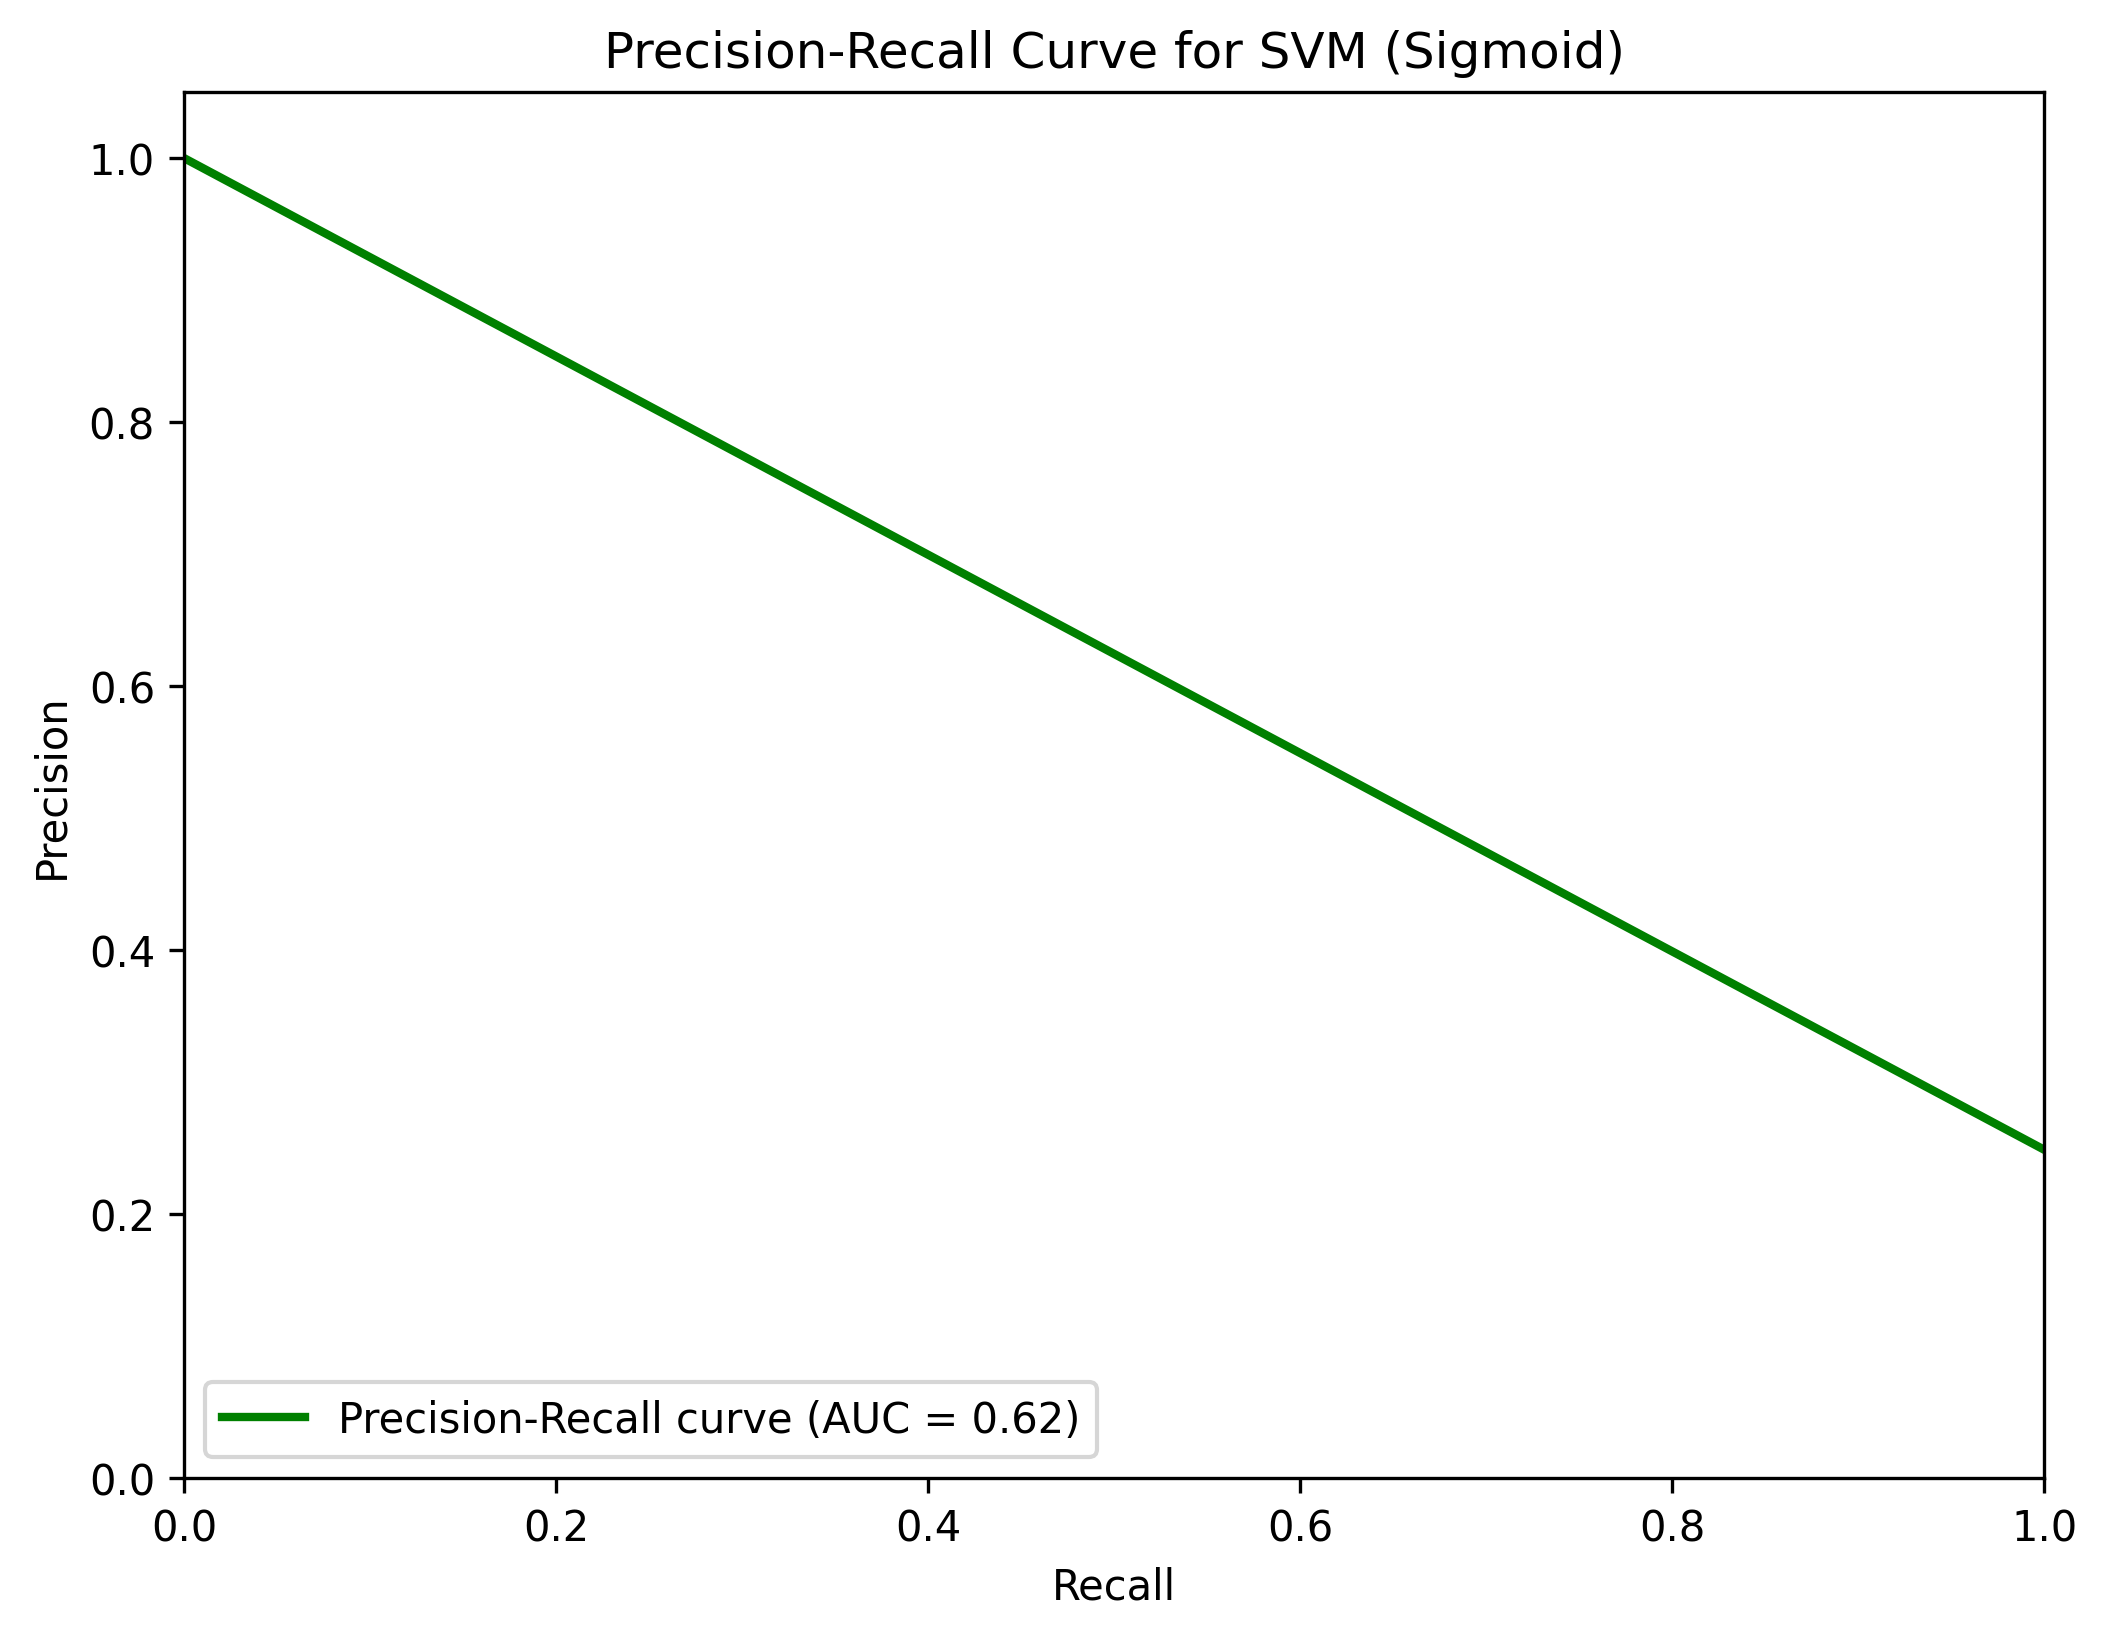 Precision-Recall Curve for SVM (Sigmoid)
1.0
0.8
0.6
0.4
0.2
0.0
Precision
Precision-Recall curve (AUC = 0.62)
0.0 0.2 0.4 0.6 0.8 1.0
Recall